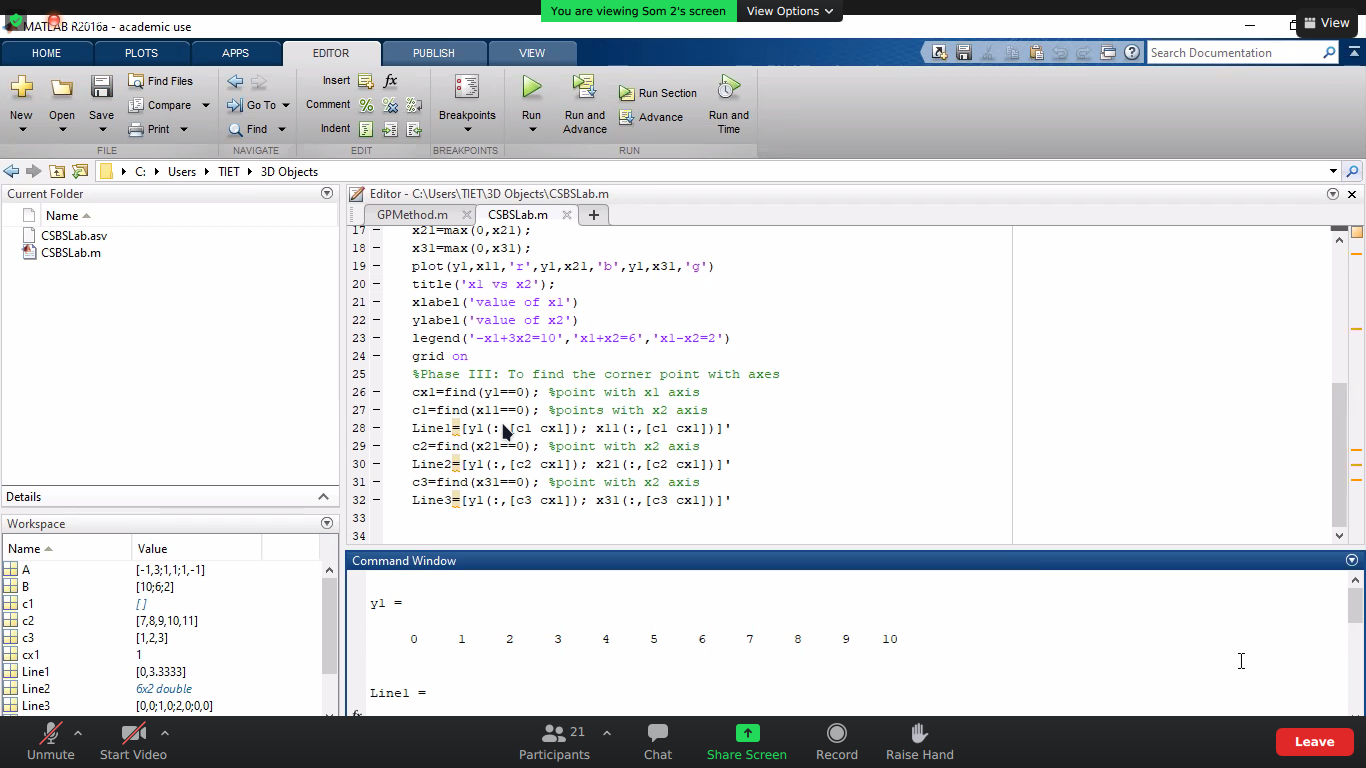 You are viewing Som 2's screen
View Options
MATLAB R2016a - academic use
View
HOME PLOTS APPS EDITOR PUBLISH VIEW
Search Documentation
New
Open
Save
Find Files
Compare
Print
FILE
Go To
Find
NAVIGATE
Insert
Comment
Indent
EDIT
Breakpoints
BREAKPOINTS
Run
Run and Advance
Run Section
Advance
Run and Time
RUN
C: Users TIET 3D Objects
Current Folder
Name
CSBSLab.asv
CSBSLab.m
Details
Workspace
Name Value
A [-1,3;1,1;1,-1]
B [10;6;2]
c1 []
c2 [7,8,9,10,11]
c3 [1,2,3]
cx1 1
Line1 [0,3.3333]
Line2 6x2 double
Line3 [0,0;1,0;2,0;0,0]
Editor - C:\Users\TIET\3D Objects\CSBSLab.m
GPMethod.m CSBSLab.m
17 x21=max(0,x21);
18 x31=max(0,x31);
19 plot(y1,x11,'r',y1,x21,'b',y1,x31,'g')
20 title('x1 vs x2');
21 xlabel('value of x1')
22 ylabel('value of x2')
23 legend('-x1+3x2=10','x1+x2=6','x1-x2=2')
24 grid on
25 %Phase III: To find the corner point with axes
26 cx1=find(y1==0); %point with x1 axis
27 c1=find(x11==0); %points with x2 axis
28 Line1=[y1(:,[c1 cx1]); x11(:,[c1 cx1])]'
29 c2=find(x21==0); %point with x2 axis
30 Line2=[y1(:,[c2 cx1]); x21(:,[c2 cx1])]'
31 c3=find(x31==0); %point with x2 axis
32 Line3=[y1(:,[c3 cx1]); x31(:,[c3 cx1])]'
33
34
Command Window
y1 =
0 1 2 3 4 5 6 7 8 9 10
Line1 =
fx
Unmute
Start Video
Participants 21
Chat
Share Screen
Record
Raise Hand
Leave